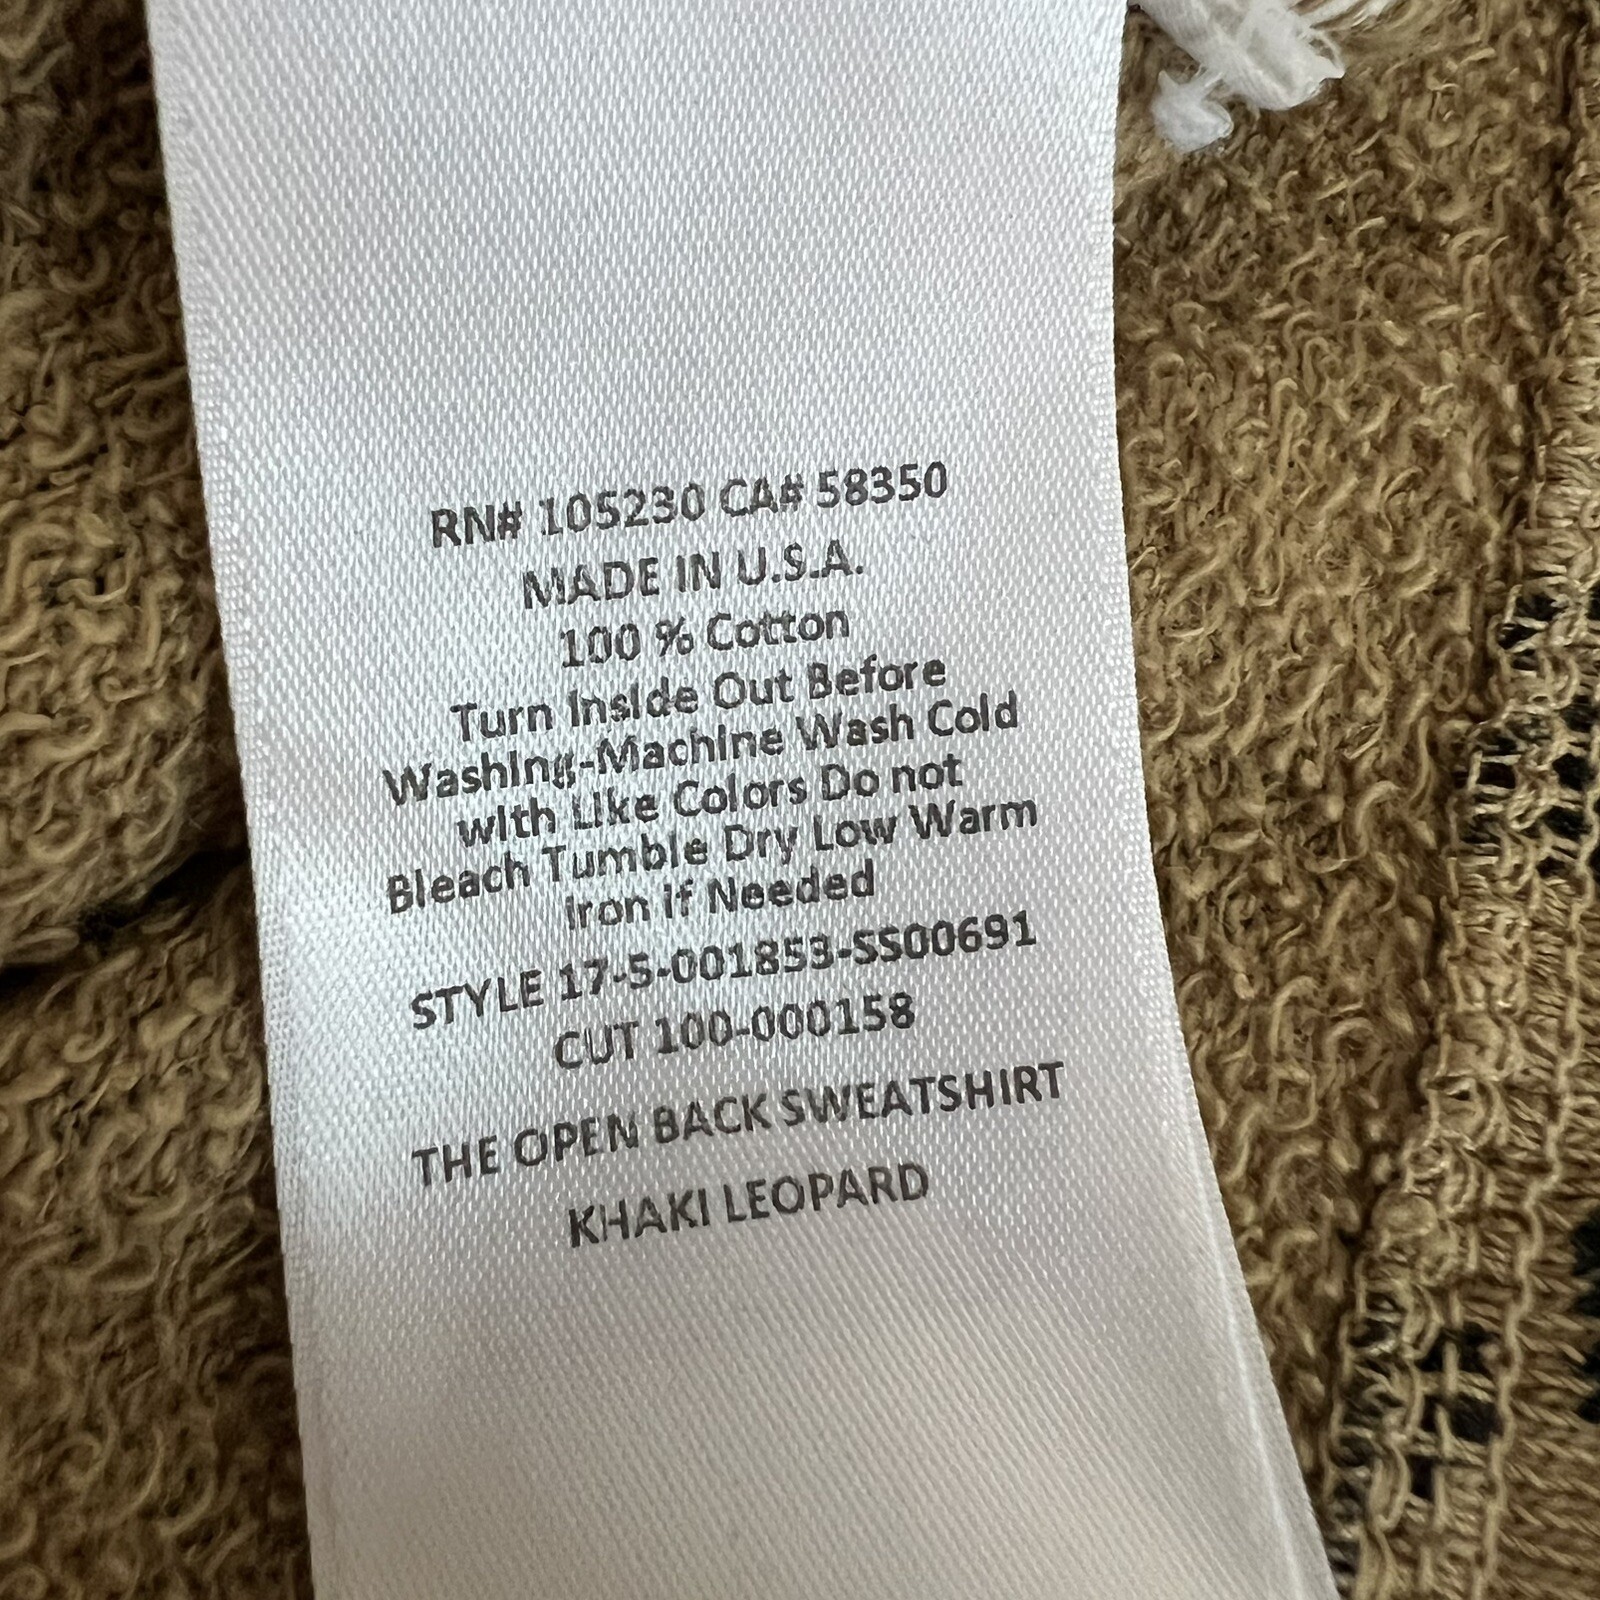 RN# 105230 CA# 58350
MADE IN U.S.A.
100 % Cotton
Turn Inside Out Before
Washing-Machine Wash Cold
with Like Colors Do not
Bleach Tumble Dry Low Warm
Iron if Needed
STYLE 17-5-001853-SS00691
CUT 100-000158
THE OPEN BACK SWEATSHIRT
KHAKI LEOPARD